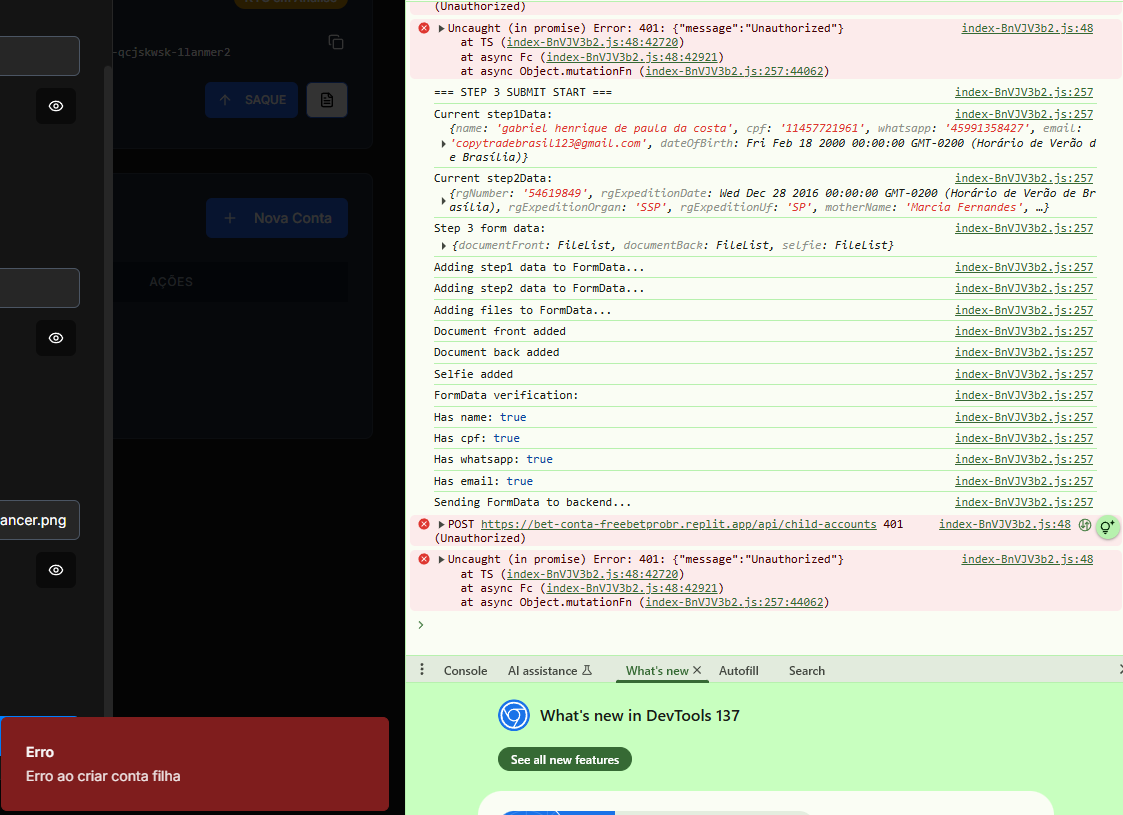 -qcjskwsk-1lanmer2
SAQUE
Nova Conta
AÇÕES
ancer.png
Erro
Erro ao criar conta filha
(Unauthorized)
Uncaught (in promise) Error: 401: {"message":"Unauthorized"} index-BnVJV3b2.js:48
at TS (index-BnVJV3b2.js:48:42720)
at async Fc (index-BnVJV3b2.js:48:42921)
at async Object.mutationFn (index-BnVJV3b2.js:257:44062)
=== STEP 3 SUBMIT START === index-BnVJV3b2.js:257
Current step1Data: index-BnVJV3b2.js:257
{name: 'gabriel henrique de paula da costa', cpf: '11457721961', whatsapp: '45991358427', email:
'copytradebrasil123@gmail.com', dateOfBirth: Fri Feb 18 2000 00:00:00 GMT-0200 (Horário de Verão d
e Brasília)}
Current step2Data: index-BnVJV3b2.js:257
{rgNumber: '54619849', rgExpeditionDate: Wed Dec 28 2016 00:00:00 GMT-0200 (Horário de Verão de Br
asília), rgExpeditionOrgan: 'SSP', rgExpeditionUf: 'SP', motherName: 'Marcia Fernandes', …}
Step 3 form data: index-BnVJV3b2.js:257
{documentFront: FileList, documentBack: FileList, selfie: FileList}
Adding step1 data to FormData... index-BnVJV3b2.js:257
Adding step2 data to FormData... index-BnVJV3b2.js:257
Adding files to FormData... index-BnVJV3b2.js:257
Document front added index-BnVJV3b2.js:257
Document back added index-BnVJV3b2.js:257
Selfie added index-BnVJV3b2.js:257
FormData verification: index-BnVJV3b2.js:257
Has name: true index-BnVJV3b2.js:257
Has cpf: true index-BnVJV3b2.js:257
Has whatsapp: true index-BnVJV3b2.js:257
Has email: true index-BnVJV3b2.js:257
Sending FormData to backend... index-BnVJV3b2.js:257
POST https://bet-conta-freebetprobr.replit.app/api/child-accounts 401 index-BnVJV3b2.js:48
(Unauthorized)
Uncaught (in promise) Error: 401: {"message":"Unauthorized"} index-BnVJV3b2.js:48
at TS (index-BnVJV3b2.js:48:42720)
at async Fc (index-BnVJV3b2.js:48:42921)
at async Object.mutationFn (index-BnVJV3b2.js:257:44062)
Console AI assistance What's new Autofill Search
What's new in DevTools 137
See all new features